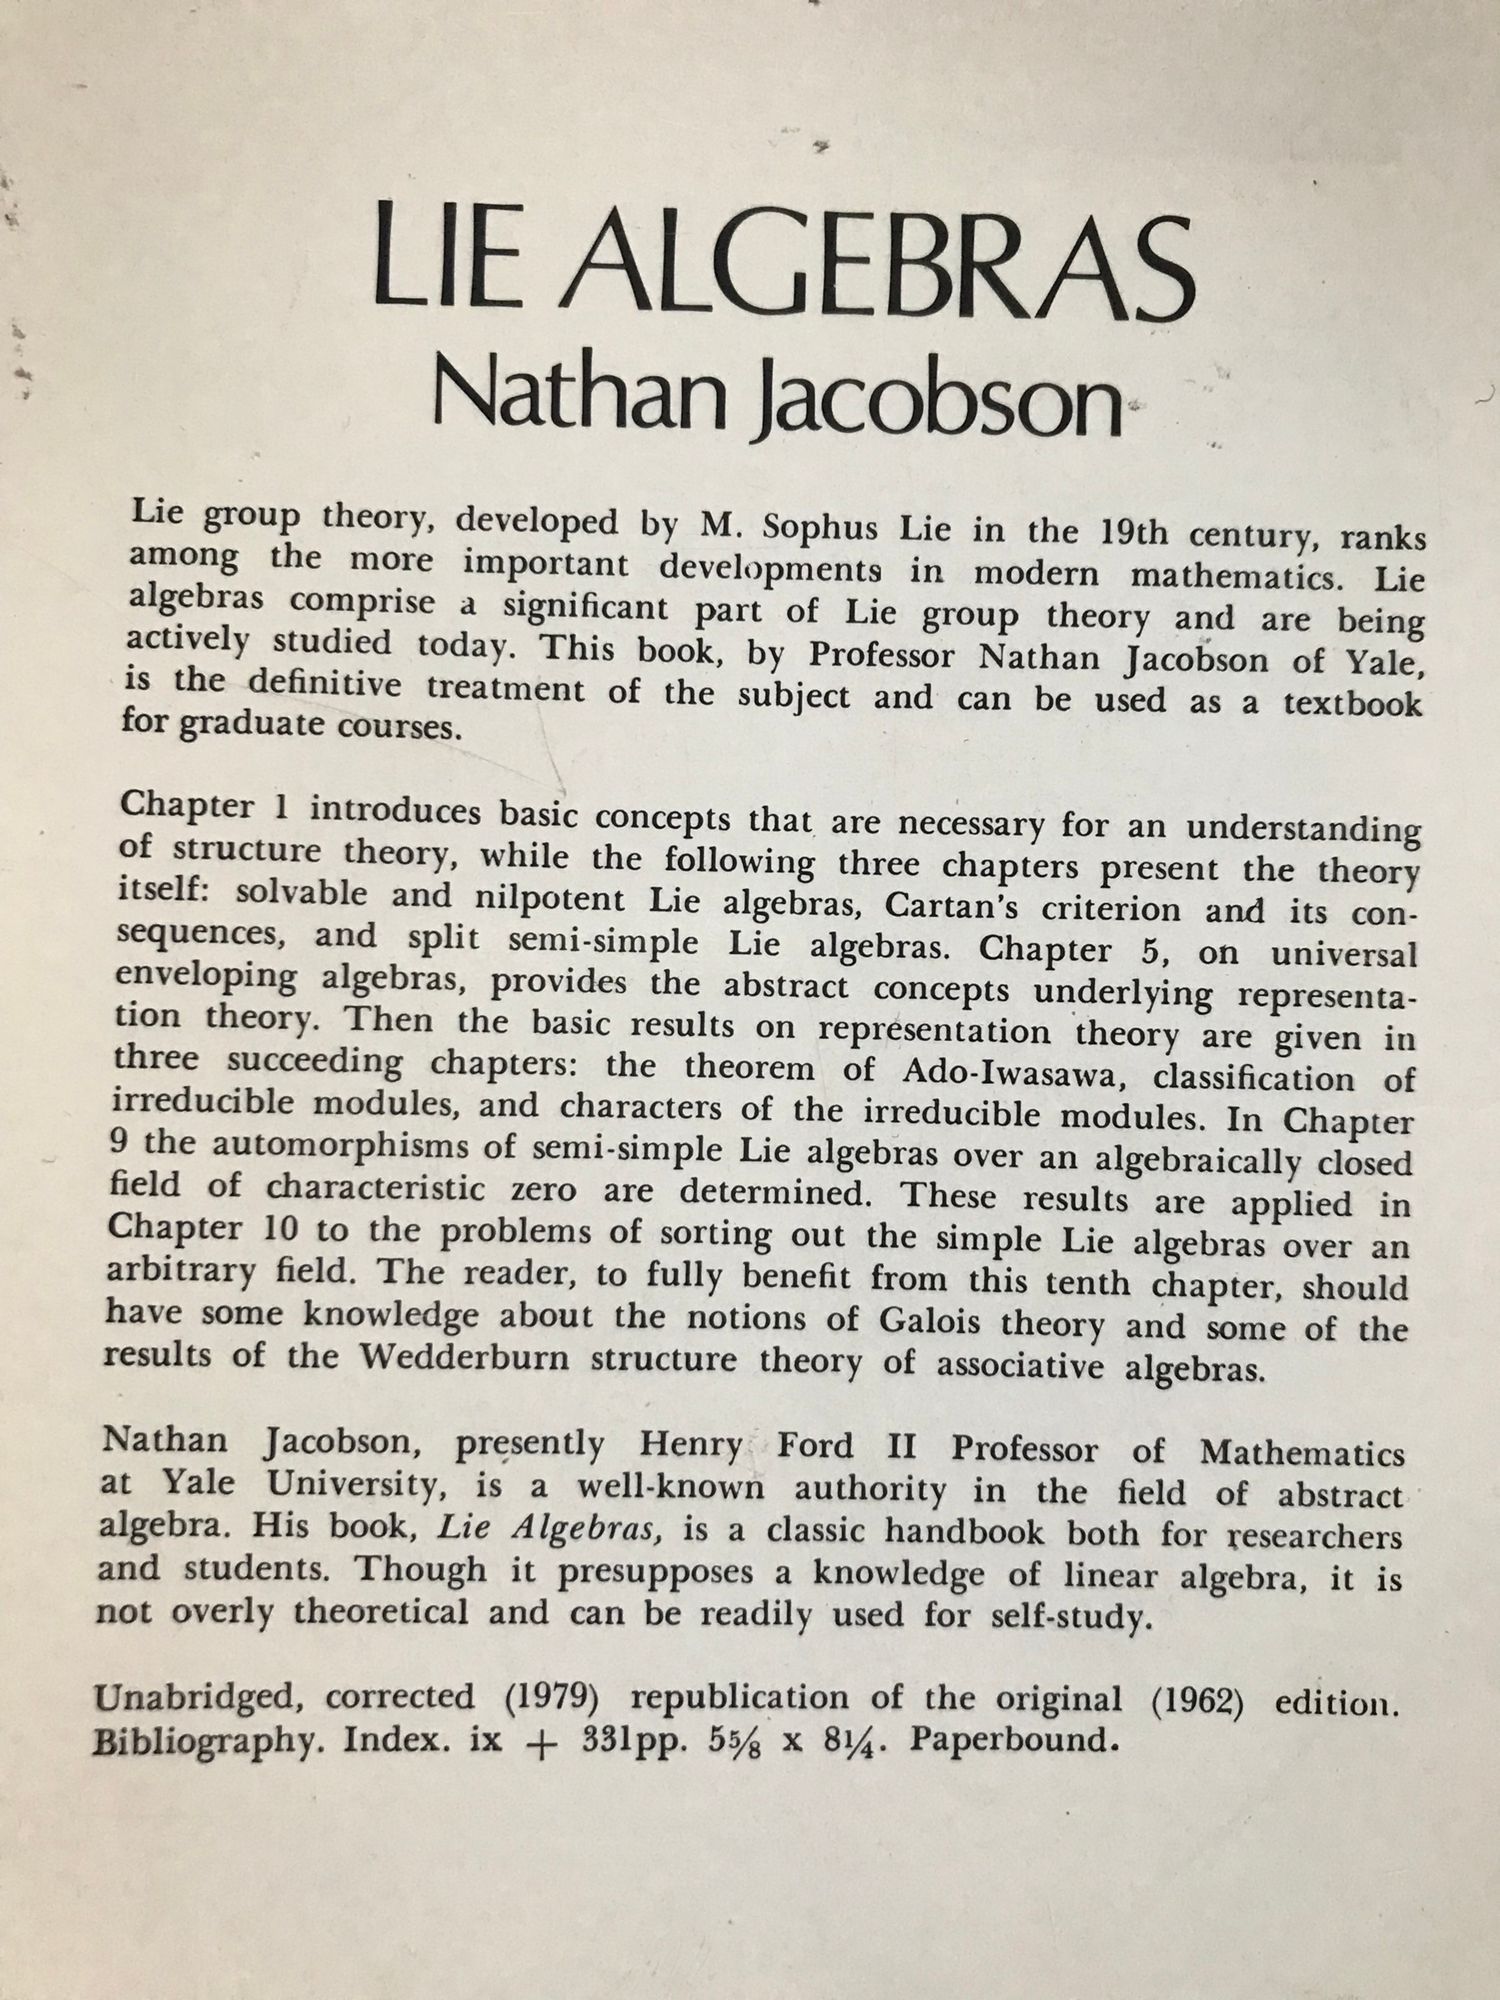 LIE ALGEBRAS
Nathan Jacobson
Lie group theory, developed by M. Sophus Lie in the 19th century, ranks
among the more important developments in modern mathematics. Lie
algebras comprise a significant part of Lie group theory and are being
actively studied today. This book, by Professor Nathan Jacobson of Yale,
is the definitive treatment of the subject and can be used as a textbook
for graduate courses.
Chapter 1 introduces basic concepts that are necessary for an understanding
of structure theory, while the following three chapters present the theory
itself: solvable and nilpotent Lie algebras, Cartan's criterion and its con-
sequences, and split semi-simple Lie algebras. Chapter 5, on universal
enveloping algebras, provides the abstract concepts underlying representa-
tion theory. Then the basic results on representation theory are given in
three succeeding chapters: the theorem of Ado-Iwasawa, classification of
irreducible modules, and characters of the irreducible modules. In Chapter
9 the automorphisms of semi-simple Lie algebras over an algebraically closed
field of characteristic zero are determined. These results are applied in
Chapter 10 to the problems of sorting out the simple Lie algebras over an
arbitrary field. The reader, to fully benefit from this tenth chapter, should
have some knowledge about the notions of Galois theory and some of the
results of the Wedderburn structure theory of associative algebras.
Nathan Jacobson, presently Henry Ford II Professor of Mathematics
at Yale University, is a well-known authority in the field of abstract
algebra. His book, Lie Algebras, is a classic handbook both for researchers
and students. Though it presupposes a knowledge of linear algebra, it is
not overly theoretical and can be readily used for self-study.
Unabridged, corrected (1979) republication of the original (1962) edition.
Bibliography. Index. ix + 331pp. 5⅝ x 8¼. Paperbound.